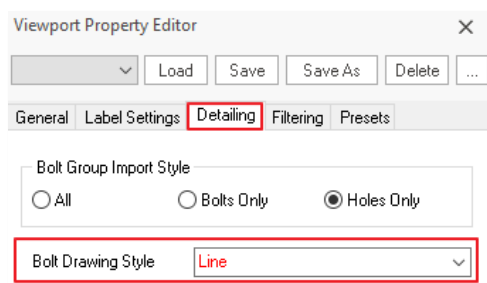 Viewport Property Editor
Load Save Save As Delete ...
General Label Settings Detailing Filtering Presets
Bolt Group Import Style
All Bolts Only Holes Only
Bolt Drawing Style Line